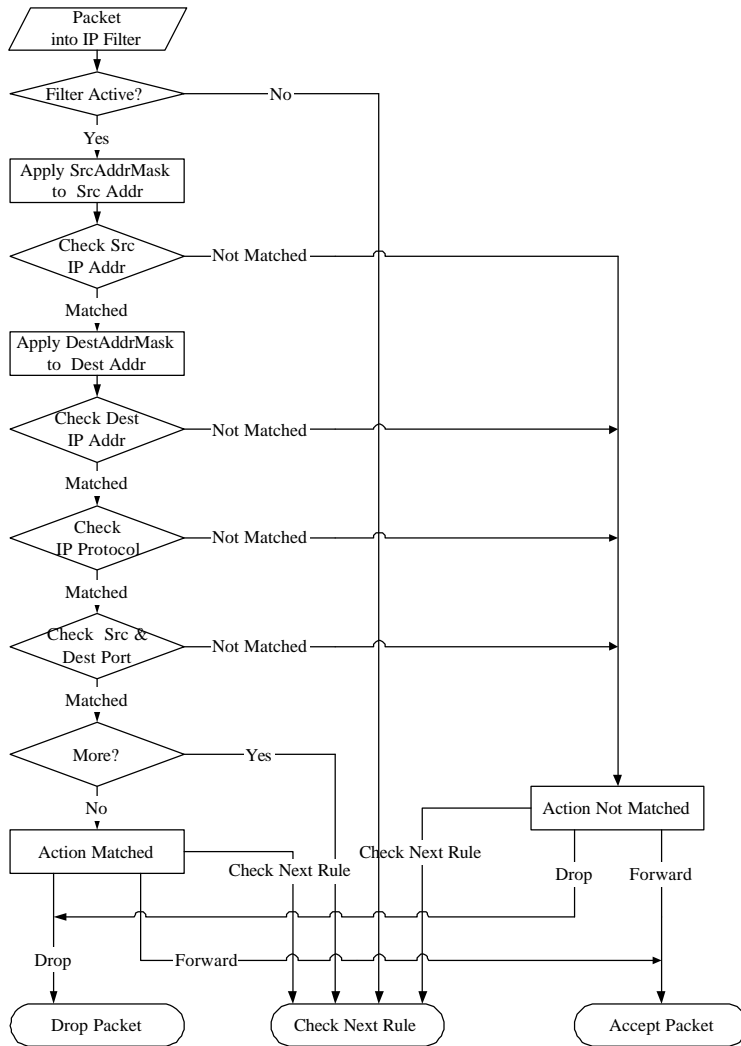 Packet
into IP Filter
Filter Active?
No
Yes
Apply SrcAddrMask
to Src Addr
Check Src
IP Addr
Not Matched
Matched
Apply DestAddrMask
to Dest Addr
Check Dest
IP Addr
Not Matched
Matched
Check
IP Protocol
Not Matched
Matched
Check Src &
Dest Port
Not Matched
Matched
More?
Yes
No
Action Not Matched
Action Matched
Check Next Rule
Check Next Rule
Drop
Forward
Drop
Forward
Drop Packet
Check Next Rule
Accept Packet